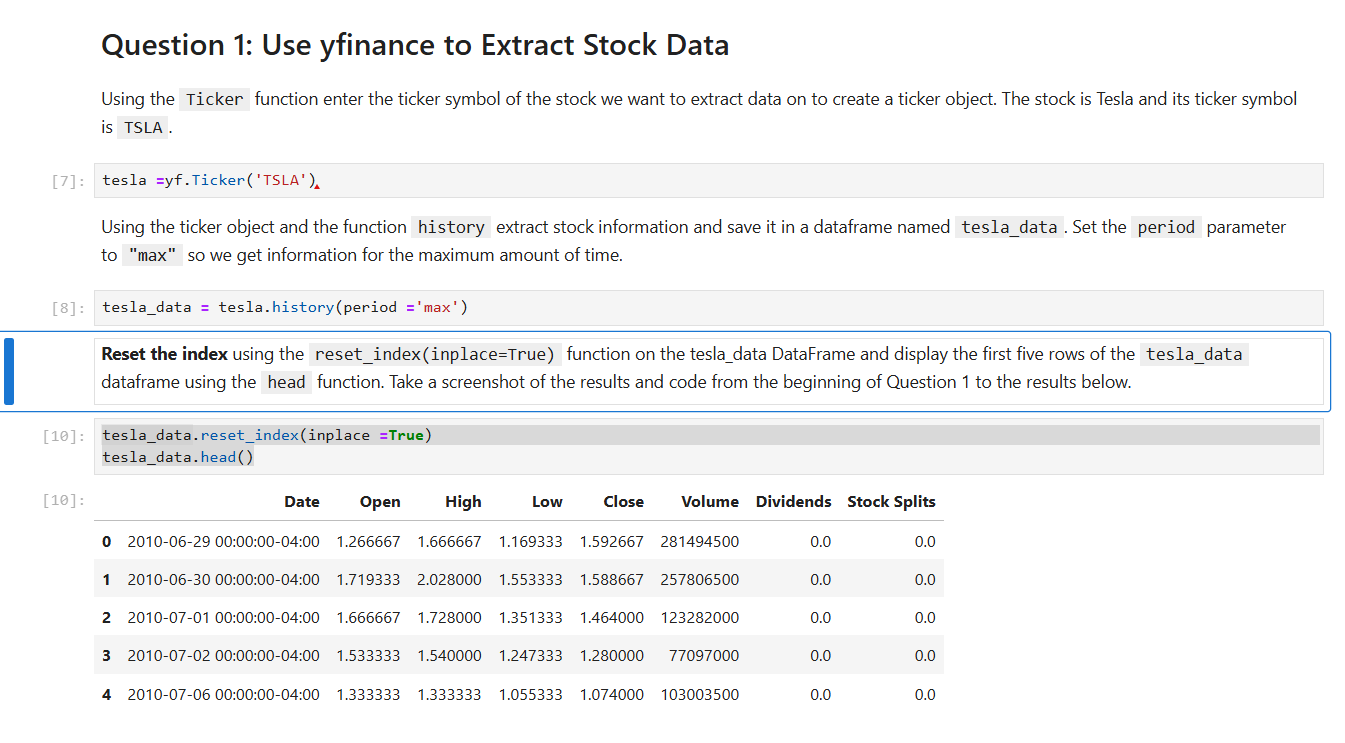 Question 1: Use yfinance to Extract Stock Data
Using the Ticker function enter the ticker symbol of the stock we want to extract data on to create a ticker object. The stock is Tesla and its ticker symbol
is TSLA .
[7]: tesla =yf.Ticker('TSLA')
Using the ticker object and the function history extract stock information and save it in a dataframe named tesla_data . Set the period parameter
to "max" so we get information for the maximum amount of time.
[8]: tesla_data = tesla.history(period ='max')
Reset the index using the reset_index(inplace=True) function on the tesla_data DataFrame and display the first five rows of the tesla_data
dataframe using the head function. Take a screenshot of the results and code from the beginning of Question 1 to the results below.
[10]: tesla_data.reset_index(inplace =True)
tesla_data.head()
[10]: Date Open High Low Close Volume Dividends Stock Splits
0 2010-06-29 00:00:00-04:00 1.266667 1.666667 1.169333 1.592667 281494500 0.0 0.0
1 2010-06-30 00:00:00-04:00 1.719333 2.028000 1.553333 1.588667 257806500 0.0 0.0
2 2010-07-01 00:00:00-04:00 1.666667 1.728000 1.351333 1.464000 123282000 0.0 0.0
3 2010-07-02 00:00:00-04:00 1.533333 1.540000 1.247333 1.280000 77097000 0.0 0.0
4 2010-07-06 00:00:00-04:00 1.333333 1.333333 1.055333 1.074000 103003500 0.0 0.0